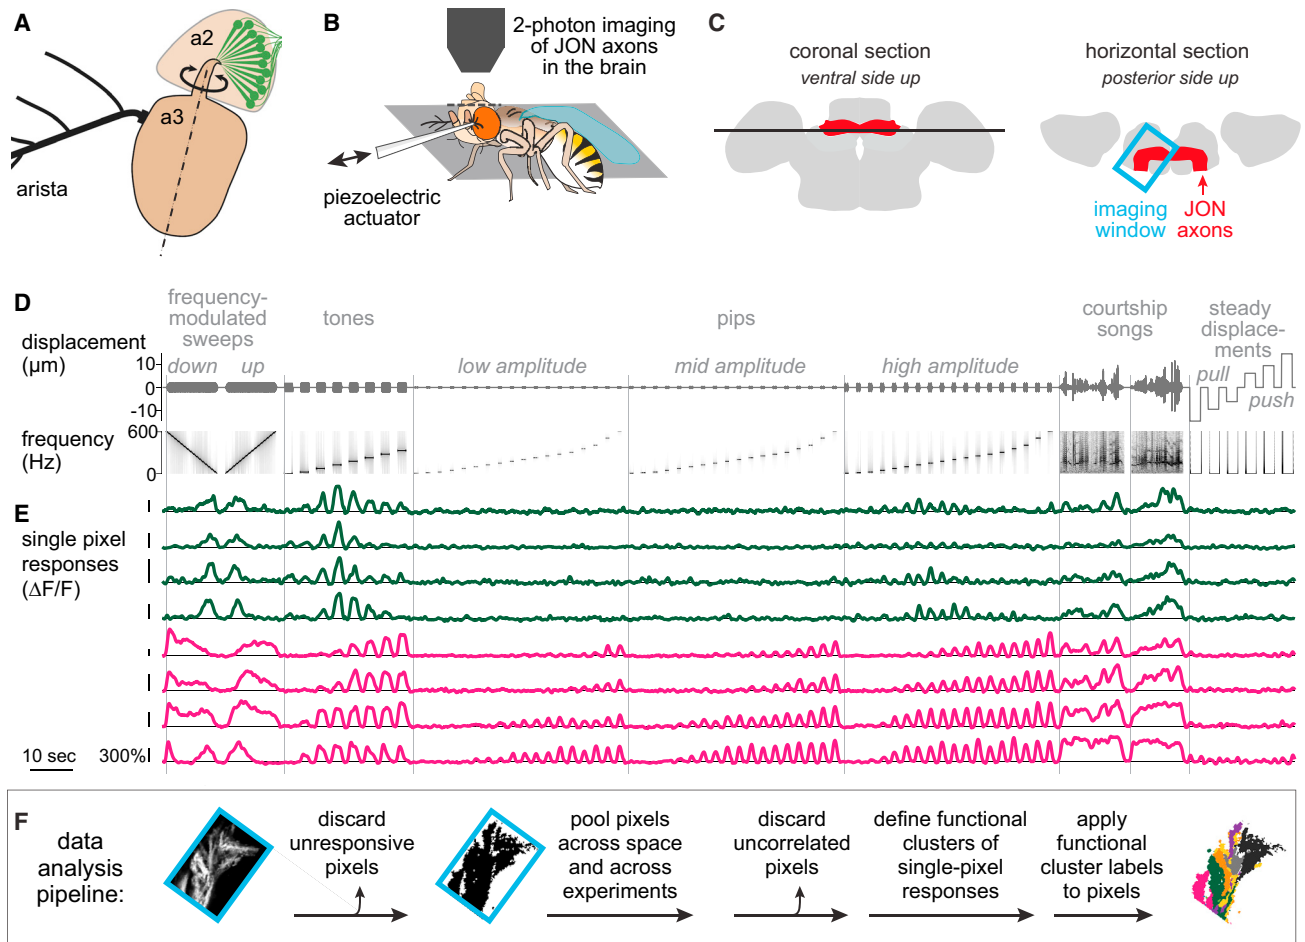 A
a2
a3
arista
B
2-photon imaging
of JON axons
in the brain
piezoelectric
actuator
C
coronal section
ventral side up
horizontal section
posterior side up
imaging
window
JON
axons
D
frequency-
modulated
sweeps
down up
tones
pips
low amplitude
mid amplitude
high amplitude
courtship
songs
steady
displace-
ments
pull
push
displacement
(µm)
10
0
-10
frequency
(Hz)
600
0
E
single pixel
responses
(ΔF/F)
10 sec
300%
F
data
analysis
pipeline:
discard
unresponsive
pixels
pool pixels
across space
and across
experiments
discard
uncorrelated
pixels
define functional
clusters of
single-pixel
responses
apply
functional
cluster labels
to pixels